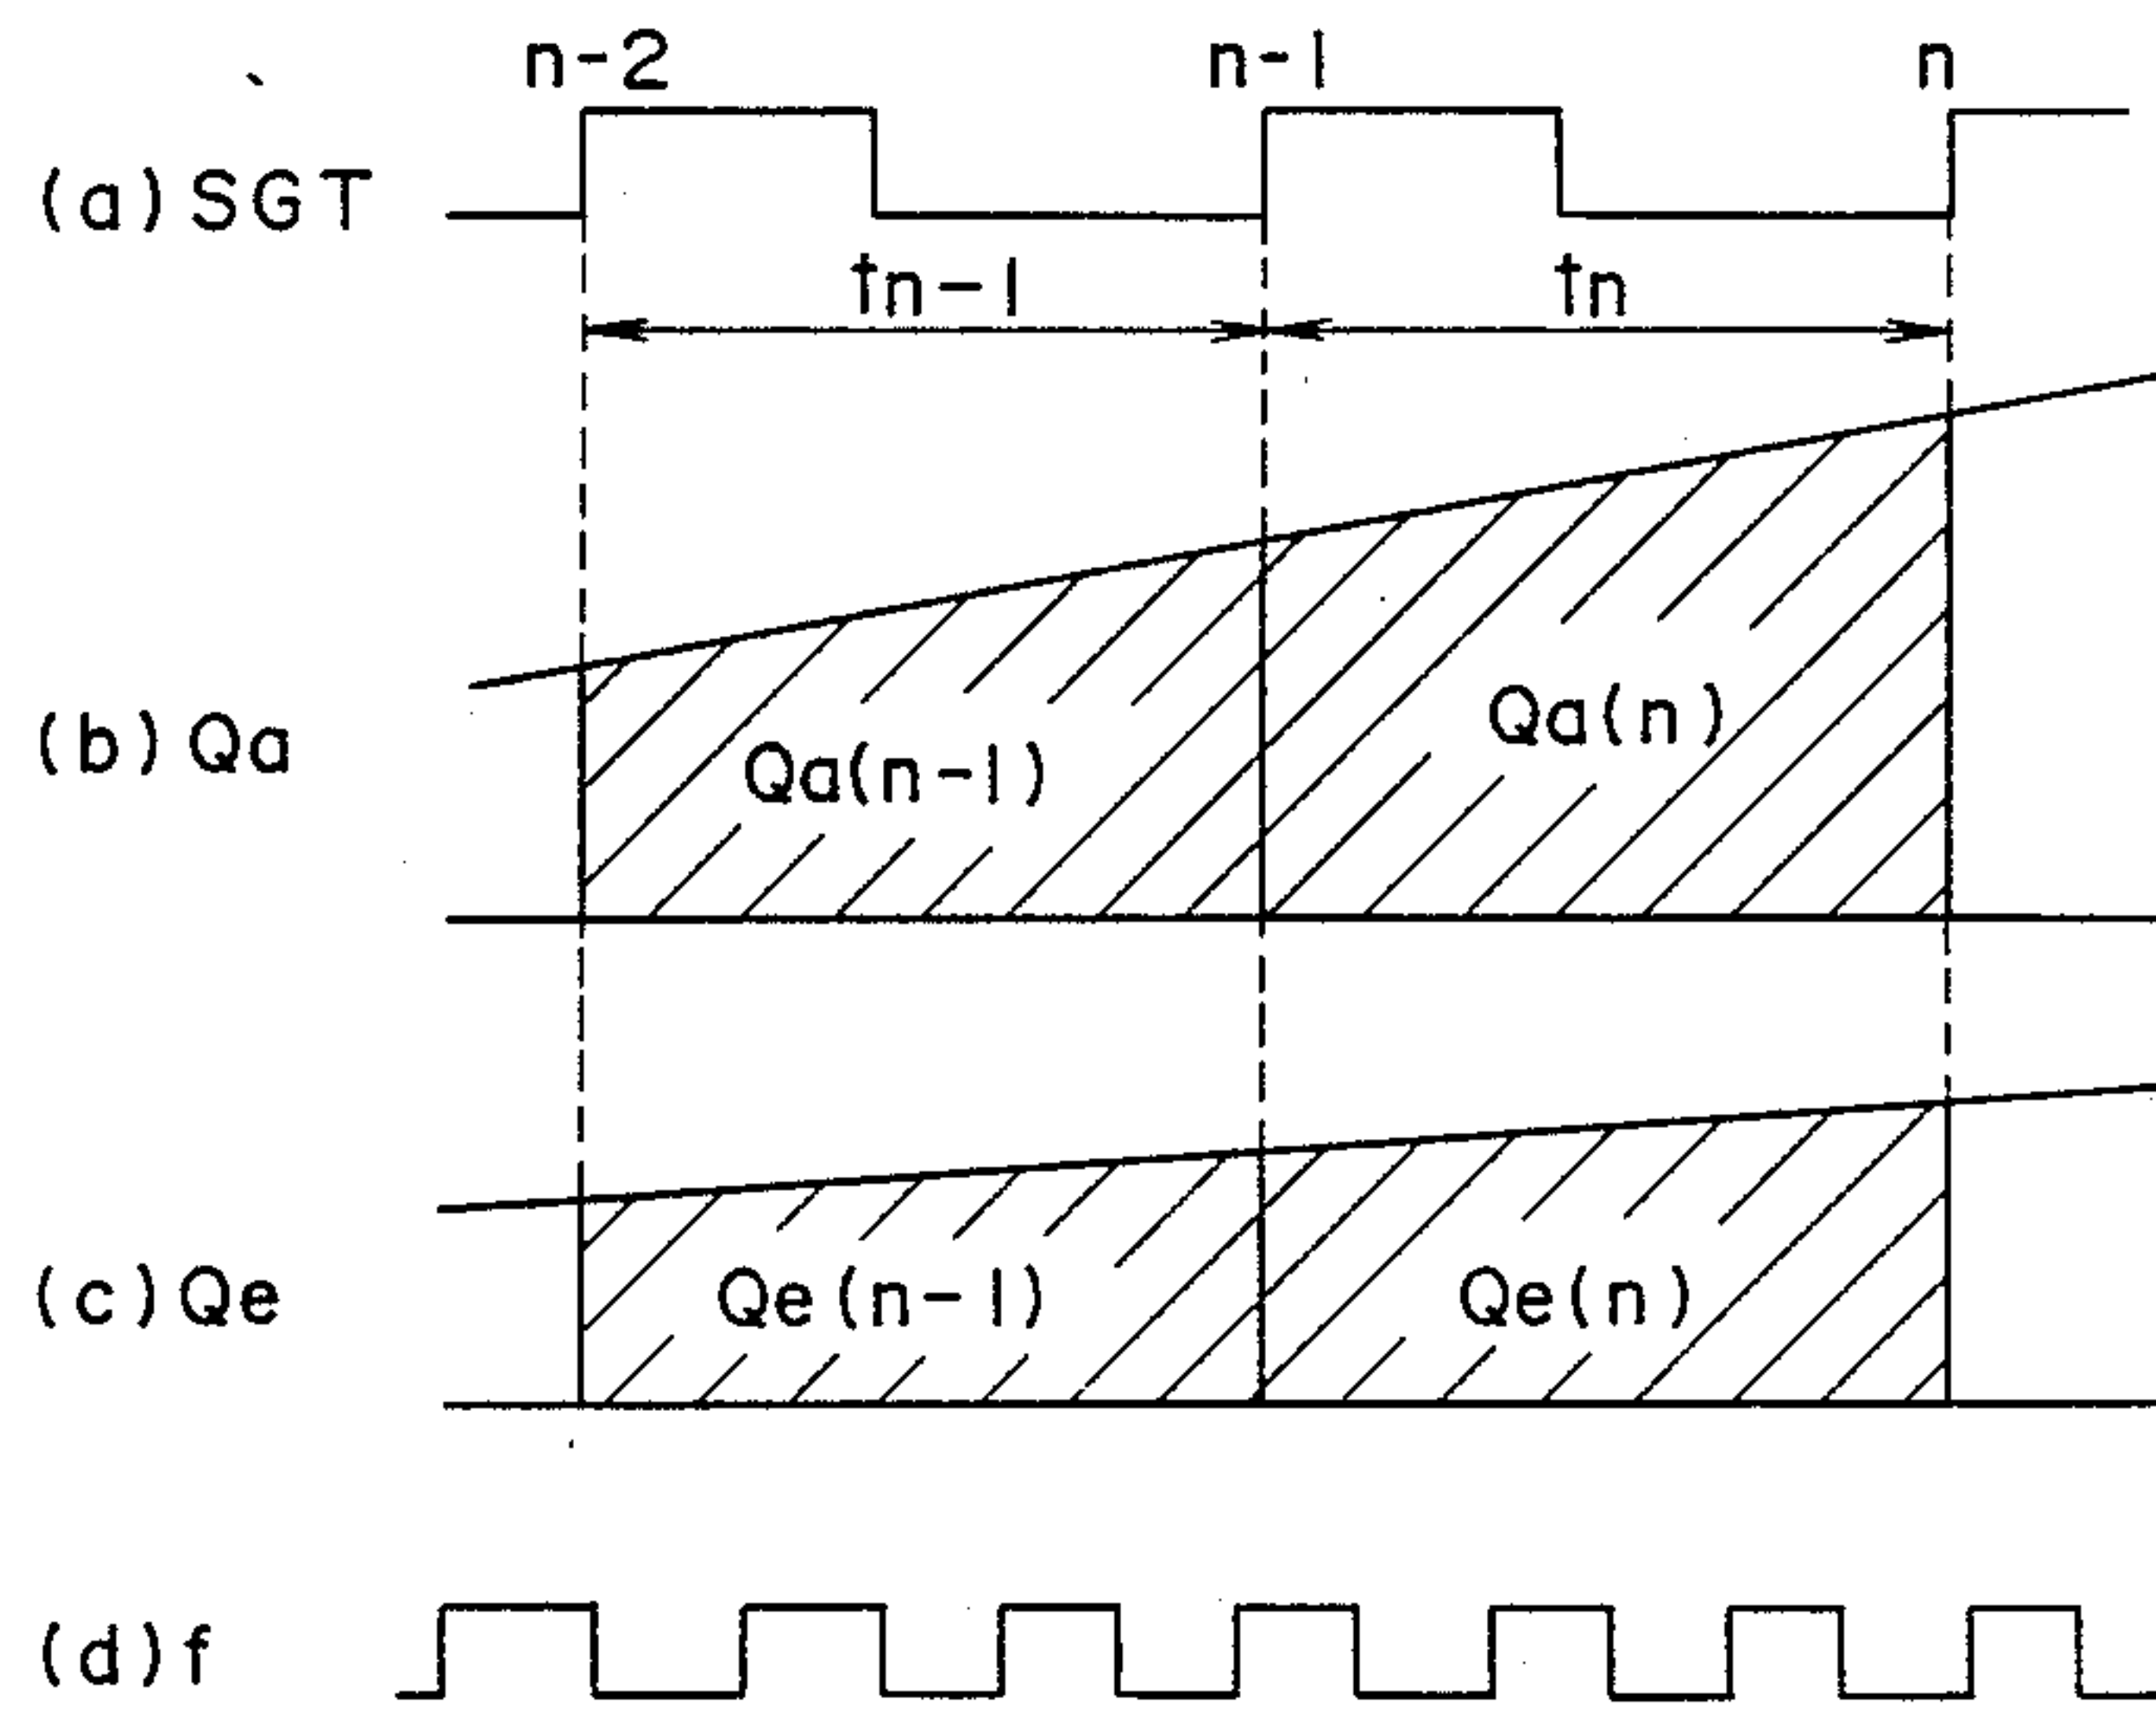 n-2 n-1 n
(a) SGT
tn-1 tn
(b) Qa
Qa(n-1) Qa(n)
(c) Qe
Qe(n-1) Qe(n)
(d) f